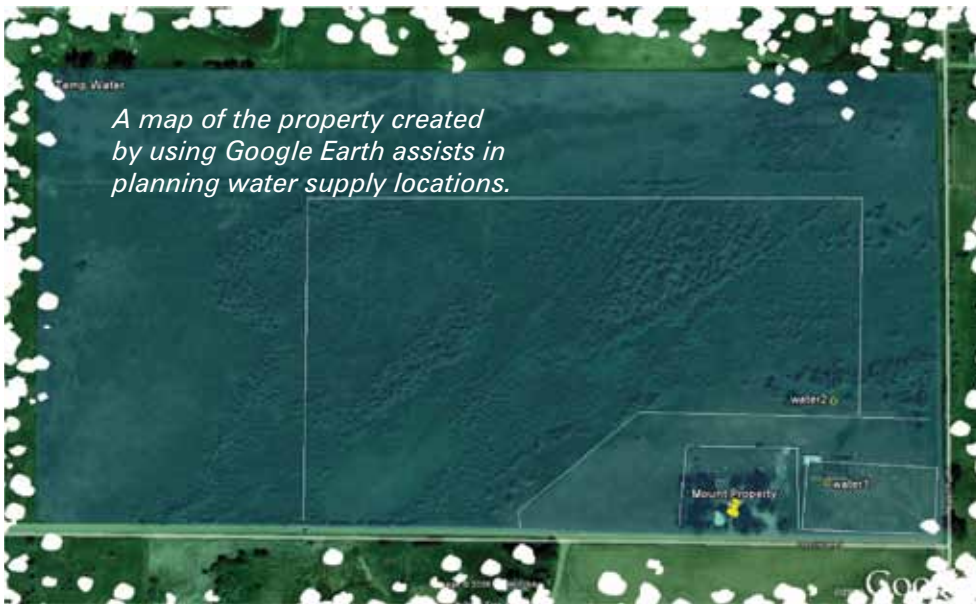 Temp Water
A map of the property created
by using Google Earth assists in
planning water supply locations.
water2
water1
Mount Property
Goo